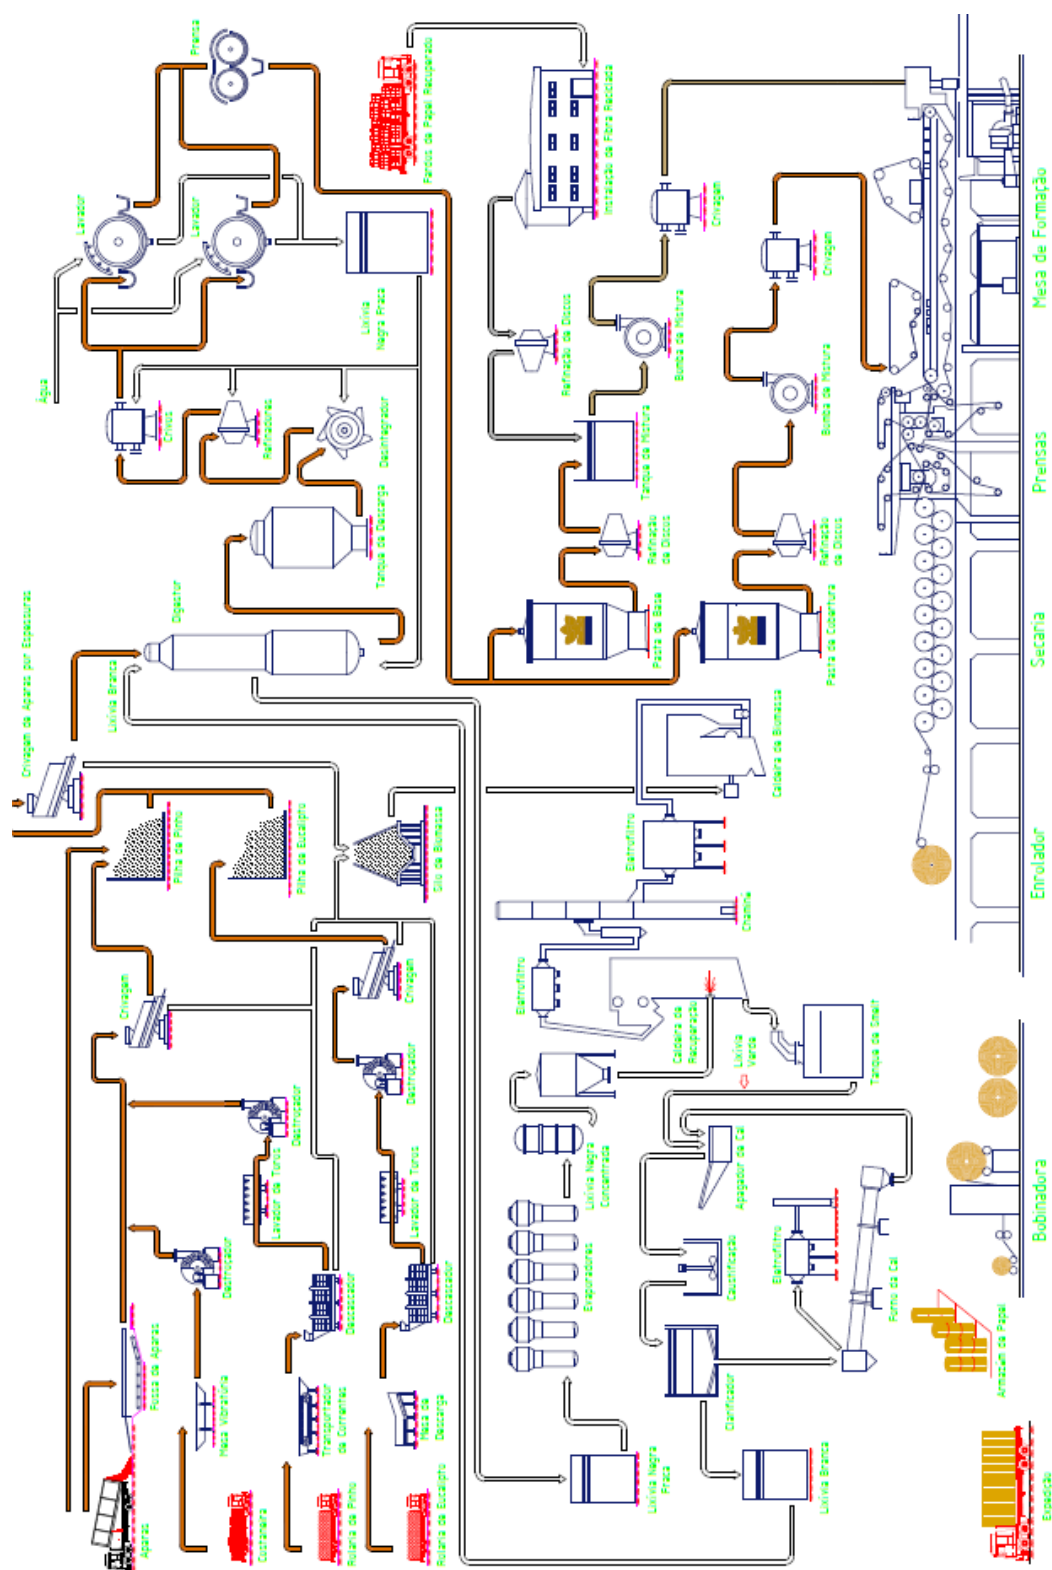 Aparas
Fossa de Aparas
Costaneira
Mesa Vibratória
Destroçador
Rolaria de Pinho
Transportador
de Correntes
Descascador
Lavador de Toros
Destroçador
Crivagem
Rolaria de Eucalipto
Mesa de
Descarga
Descascador
Lavador de Toros
Destroçador
Crivagem
Pilha de Pinho
Pilha de Eucalipto
Silo de Biomassa
Crivagem de Aparas por Espessuras
Lixívia Branca
Digestor
Tanque de Descarga
Desintegrador
Refinadores
Crivos
Água
Lavador
Lavador
Prensa
Lixívia
Negra Fraca
Fardos de Papel Recuperado
Instalação de Fibra Reciclada
Refinação de Discos
Tanque de Mistura
Bomba de Mistura
Crivagem
Pasta de Base
Refinação
de Discos
Pasta de Cobertura
Refinação
de Discos
Bomba de Mistura
Crivagem
Lixívia Negra
Fraca
Evaporadores
Lixívia Negra
Concentrada
Caldeira de
Recuperação
Eletrofiltro
Chaminé
Eletrofiltro
Caldeira de Biomassa
Lixívia
Verde
Tanque de Smelt
Apagador de Cal
Caustificação
Clarificador
Lixívia Branca
Eletrofiltro
Forno de Cal
Mesa de Formação
Prensas
Secaria
Enrolador
Bobinadora
Armazém de Papel
Expedição